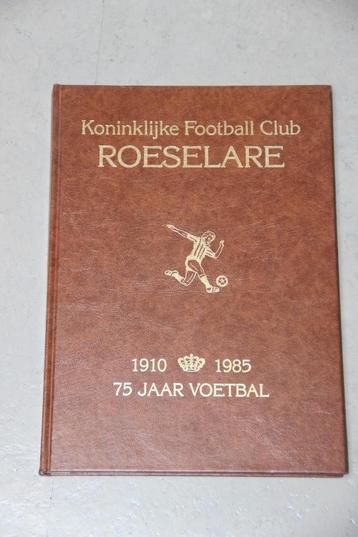 Koninklijke Football Club
ROESELARE
1910 1985
75 JAAR VOETBAL